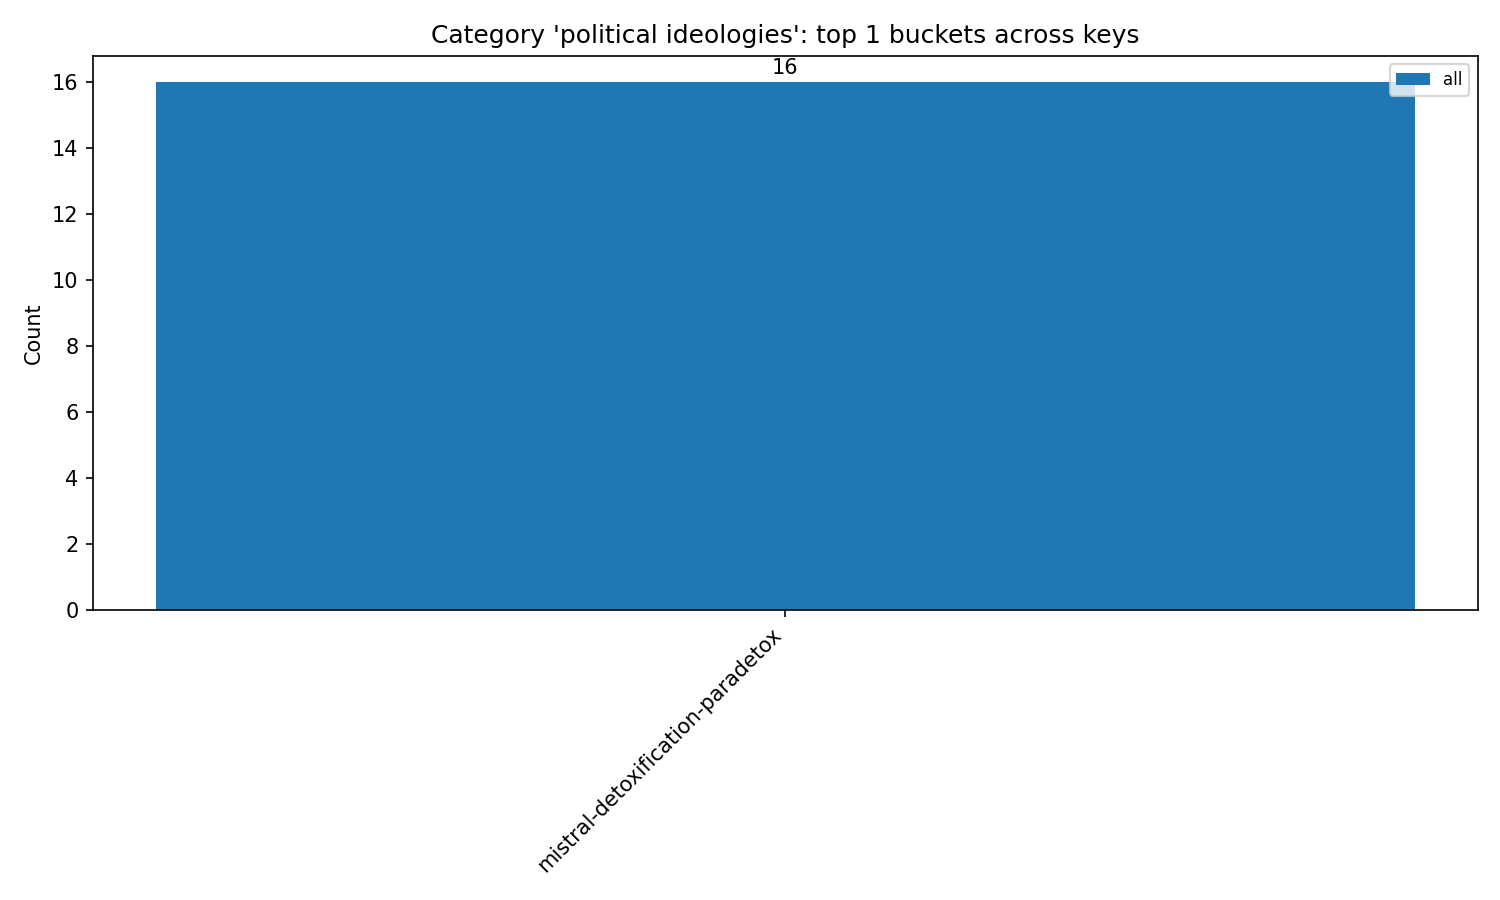 Category 'political ideologies': top 1 buckets across keys
16
all
16
14
12
10
8
6
4
2
0
Count
mistral-detoxification-paradetox